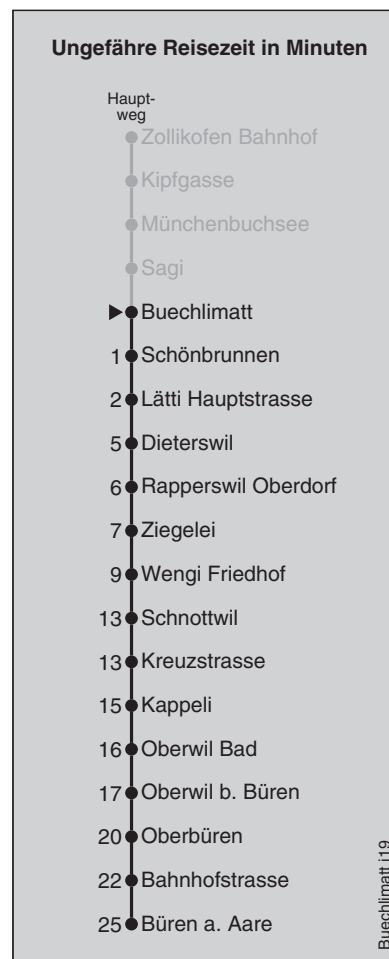 Ungefähre Reisezeit in Minuten
Haupt-
weg
Zollikofen Bahnhof
Kipfgasse
Münchenbuchsee
Sagi
Buechlimatt
1 Schönbrunnen
2 Lätti Hauptstrasse
5 Dieterswil
6 Rapperswil Oberdorf
7 Ziegelei
9 Wengi Friedhof
13 Schnottwil
13 Kreuzstrasse
15 Kappeli
16 Oberwil Bad
17 Oberwil b. Büren
20 Oberbüren
22 Bahnhofstrasse
25 Büren a. Aare
Buechlimatt j19